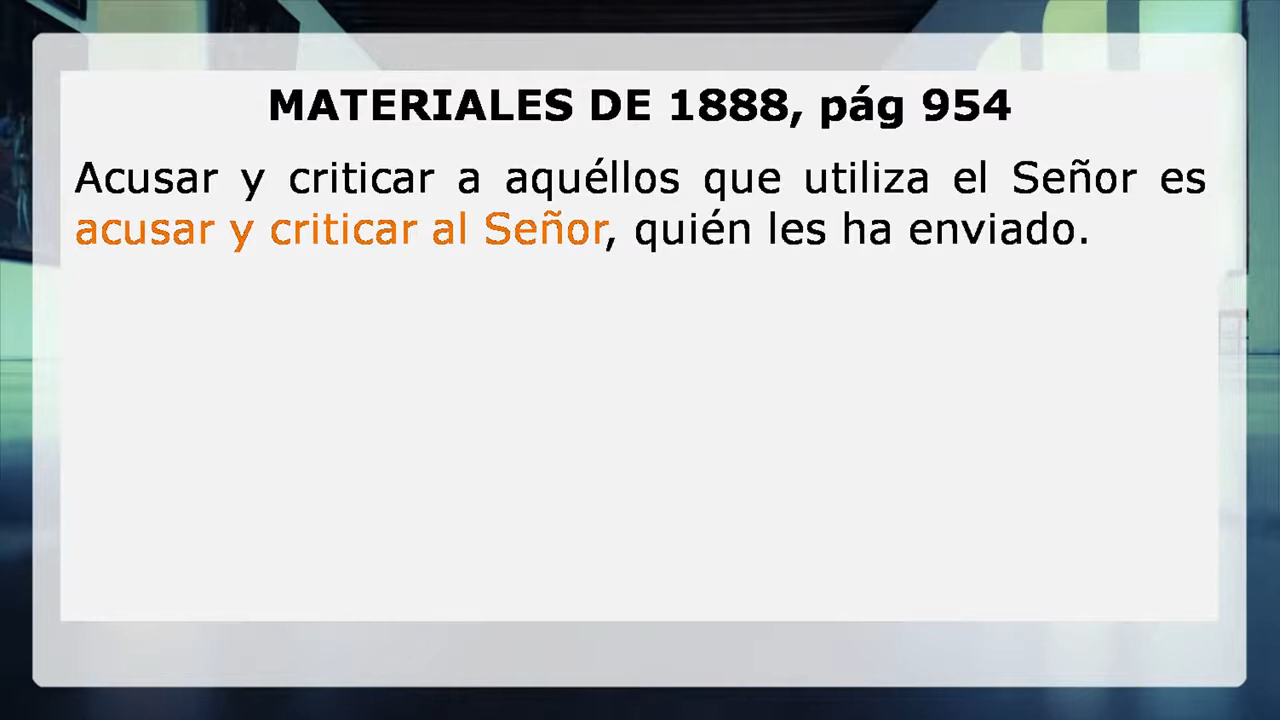 MATERIALES DE 1888, pág 954
Acusar y criticar a aquéllos que utiliza el Señor es
acusar y criticar al Señor, quién les ha enviado.